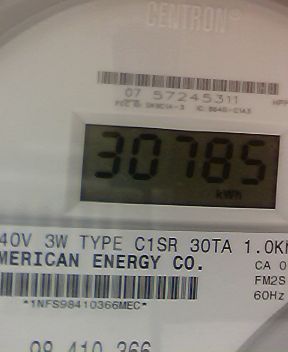 CENTRON®
07 57245311
30785
kWh
40V 3W TYPE C1SR 30TA 1.0K
MERICAN ENERGY CO.
CA 0
FM2S
60Hz
*1NFS98410366MEC*
98 410 366